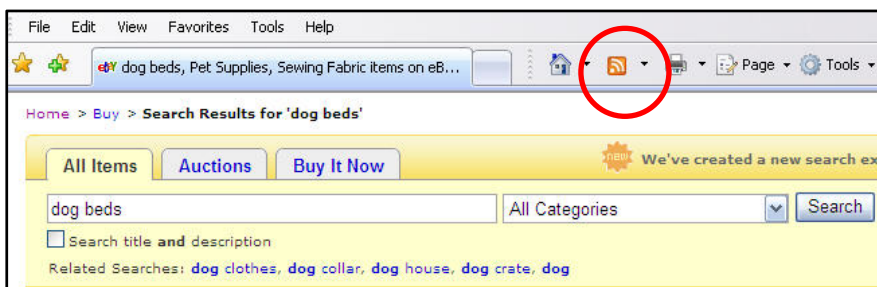 File Edit View Favorites Tools Help
ebY dog beds, Pet Supplies, Sewing Fabric items on eB... Page Tools
Home > Buy > Search Results for 'dog beds'
All Items Auctions Buy It Now NEW! We've created a new search ex
dog beds All Categories Search
Search title and description
Related Searches: dog clothes, dog collar, dog house, dog crate, dog